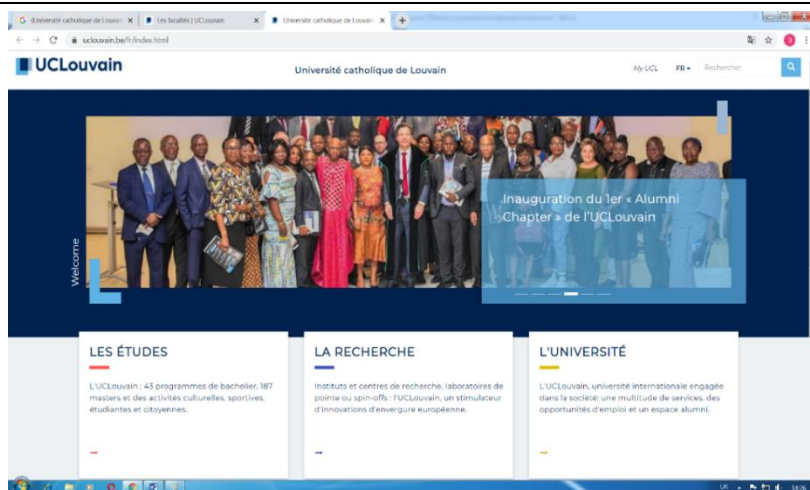 (Université catholique de Louvain
Les facultés | UCLouvain
Université catholique de Louvain
uclouvain.be/fr/index.html
UCLouvain
Université catholique de Louvain
My UCL
FR
Rechercher
Welcome
Inauguration du 1er « Alumni
Chapter » de l'UCLouvain
LES ÉTUDES
L'UCLouvain : 43 programmes de bachelier, 187
masters et des activités culturelles, sportives,
étudiantes et citoyennes.
→
LA RECHERCHE
Instituts et centres de recherche, laboratoires de
pointe ou spin-offs : l'UCLouvain, un stimulateur
d'innovations d'envergure européenne.
→
L'UNIVERSITÉ
L'UCLouvain, université internationale engagée
dans la société: une multitude de services, des
opportunités d'emploi et un espace alumni.
→
UK
14:26